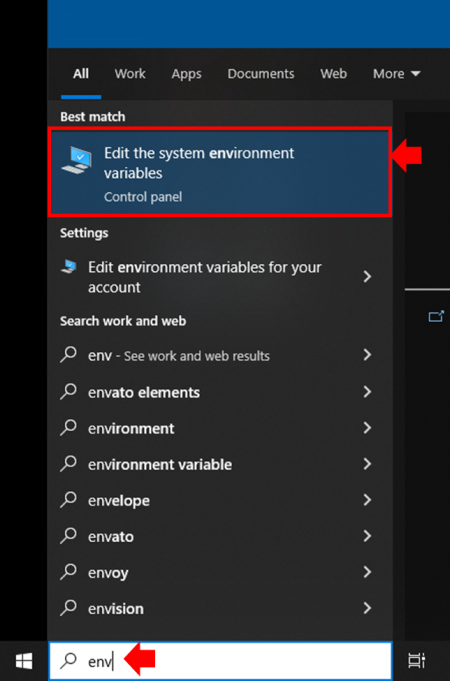 All Work Apps Documents Web More
Best match
Edit the system environment
variables
Control panel
Settings
Edit environment variables for your
account
Search work and web
env - See work and web results
envato elements
environment
environment variable
envelope
envato
envoy
envision
env